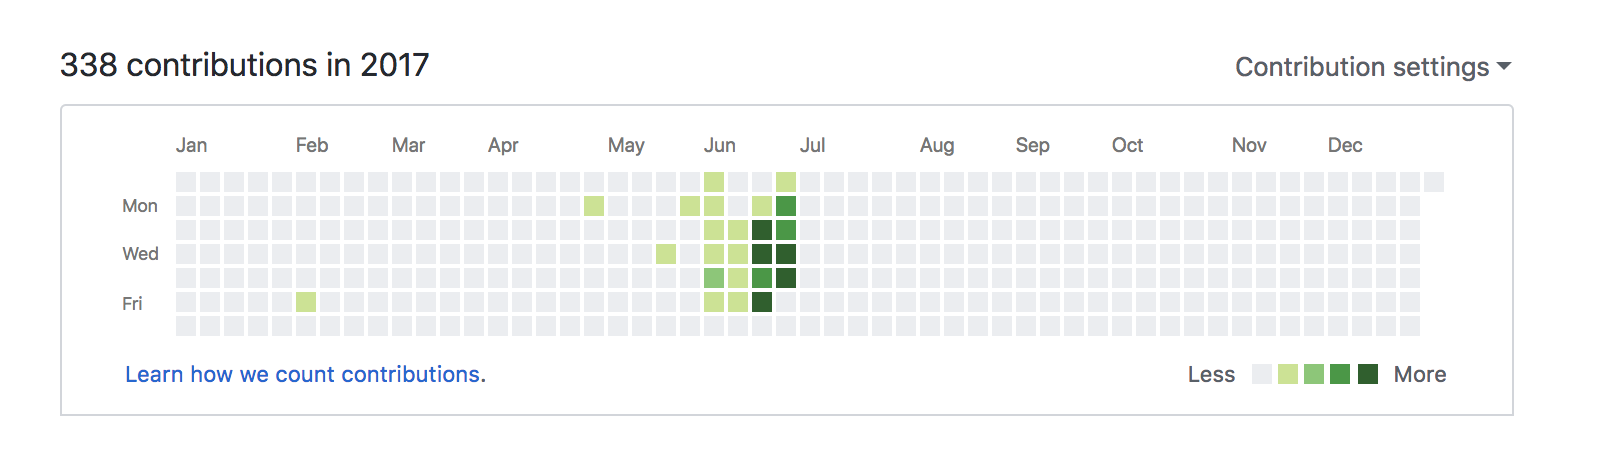 338 contributions in 2017
Contribution settings
Jan Feb Mar Apr May Jun Jul Aug Sep Oct Nov Dec
Mon
Wed
Fri
Learn how we count contributions.
Less More